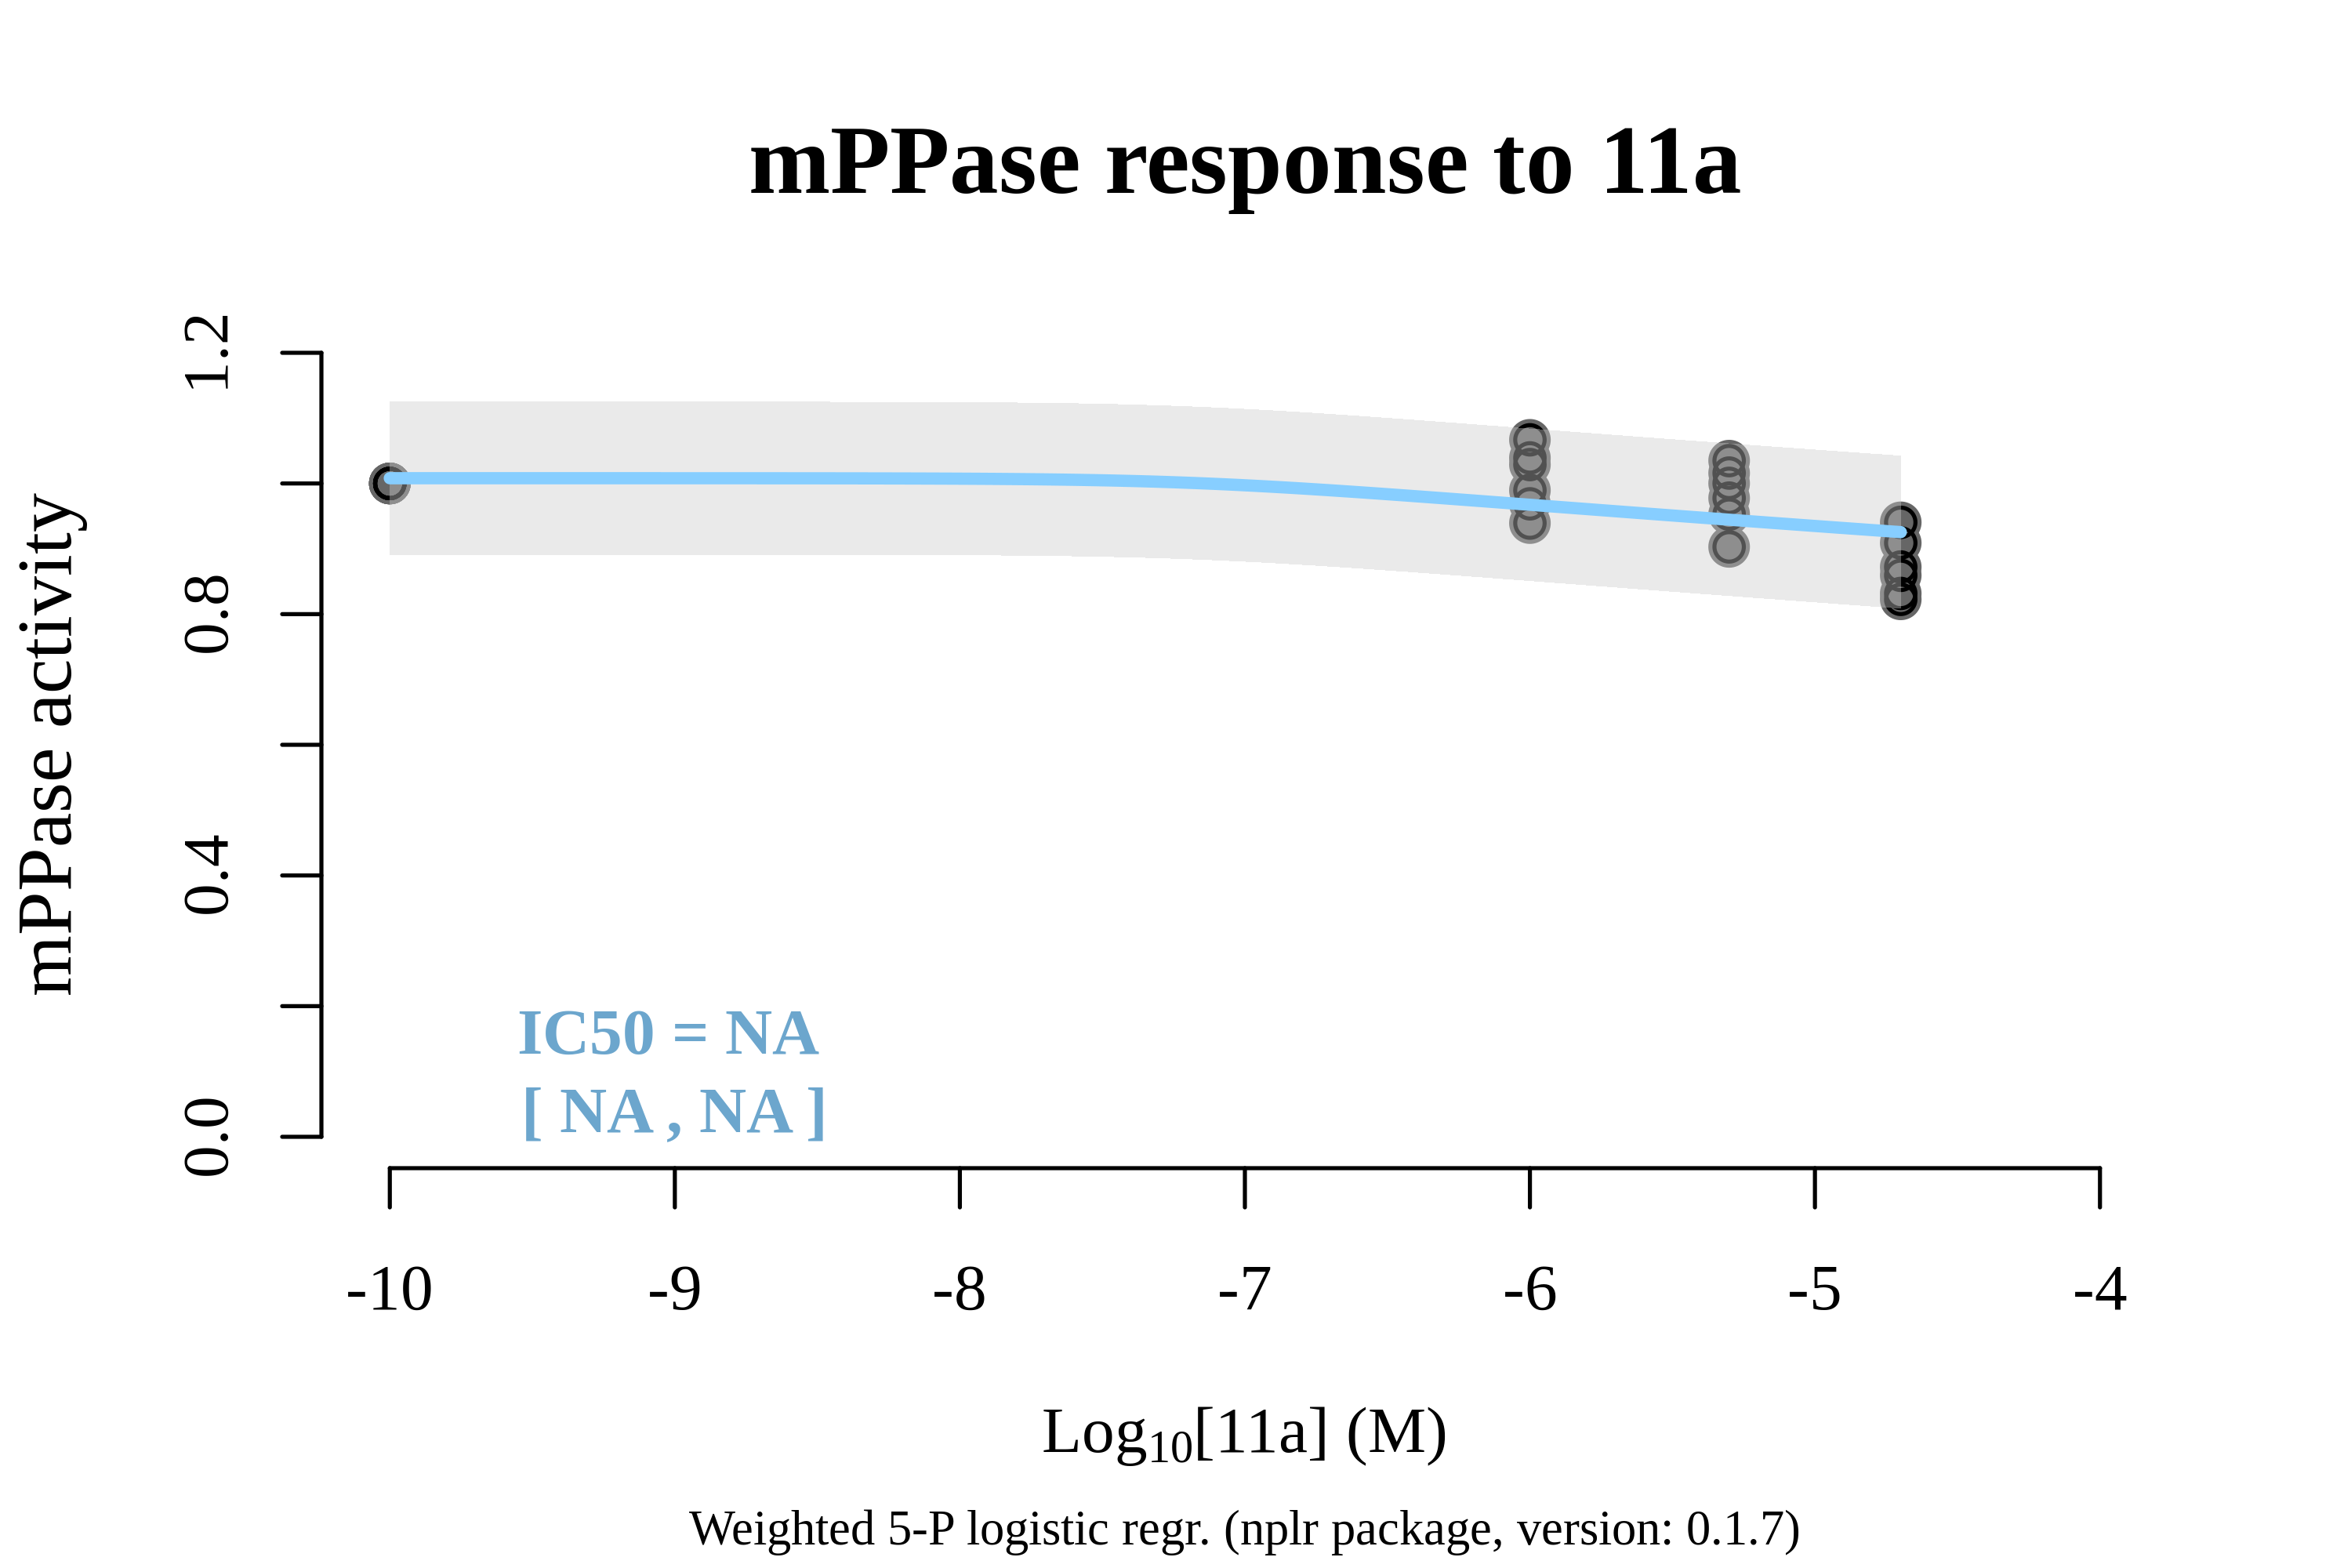 mPPase response to 11a
mPPase activity
1.2
0.8
0.4
0.0
IC50 = NA
[ NA , NA ]
-10 -9 -8 -7 -6 -5 -4
Log10[11a] (M)
Weighted 5-P logistic regr. (nplr package, version: 0.1.7)